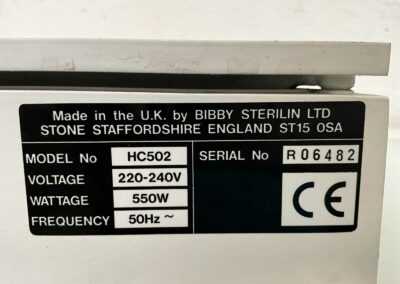 Made in the U.K. by BIBBY STERILIN LTD
STONE STAFFORDSHIRE ENGLAND ST15 0SA
MODEL No HC502 SERIAL No R06482
VOLTAGE 220-240V
WATTAGE 550W
FREQUENCY 50Hz ~
CE